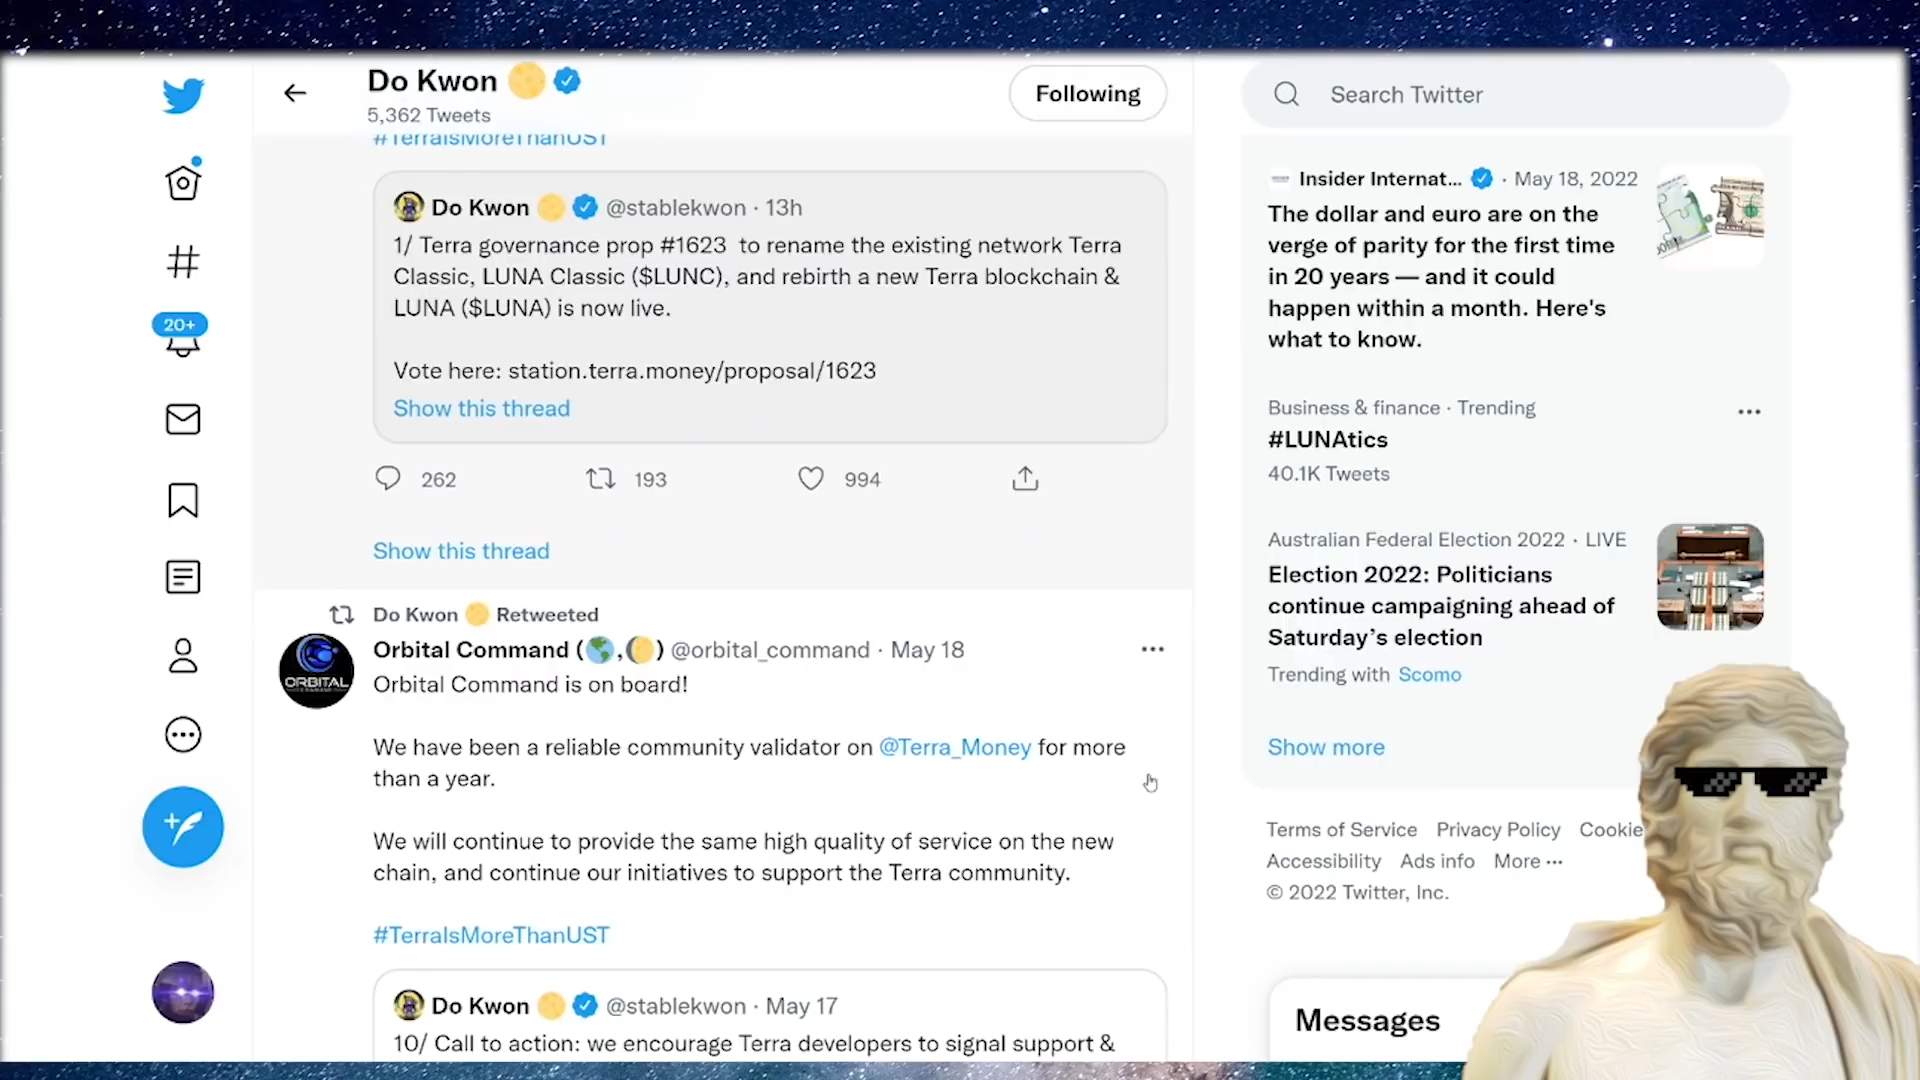 Do Kwon
5,362 Tweets
Following
Search Twitter
#TerraIsMoreThanUST
Do Kwon @stablekwon · 13h
1/ Terra governance prop #1623 to rename the existing network Terra
Classic, LUNA Classic ($LUNC), and rebirth a new Terra blockchain &
LUNA ($LUNA) is now live.
Vote here: station.terra.money/proposal/1623
Show this thread
262
193
994
Show this thread
Do Kwon Retweeted
Orbital Command ( , ) @orbital_command · May 18
ORBITAL
Orbital Command is on board!
We have been a reliable community validator on @Terra_Money for more
than a year.
We will continue to provide the same high quality of service on the new
chain, and continue our initiatives to support the Terra community.
#TerraIsMoreThanUST
Do Kwon @stablekwon · May 17
10/ Call to action: we encourage Terra developers to signal support &
20+
Insider Internat... · May 18, 2022
The dollar and euro are on the
verge of parity for the first time
in 20 years — and it could
happen within a month. Here's
what to know.
Business & finance · Trending
#LUNAtics
40.1K Tweets
Australian Federal Election 2022 · LIVE
Election 2022: Politicians
continue campaigning ahead of
Saturday's election
Trending with Scomo
Show more
Terms of Service Privacy Policy Cookie
Accessibility Ads info More ···
© 2022 Twitter, Inc.
Messages